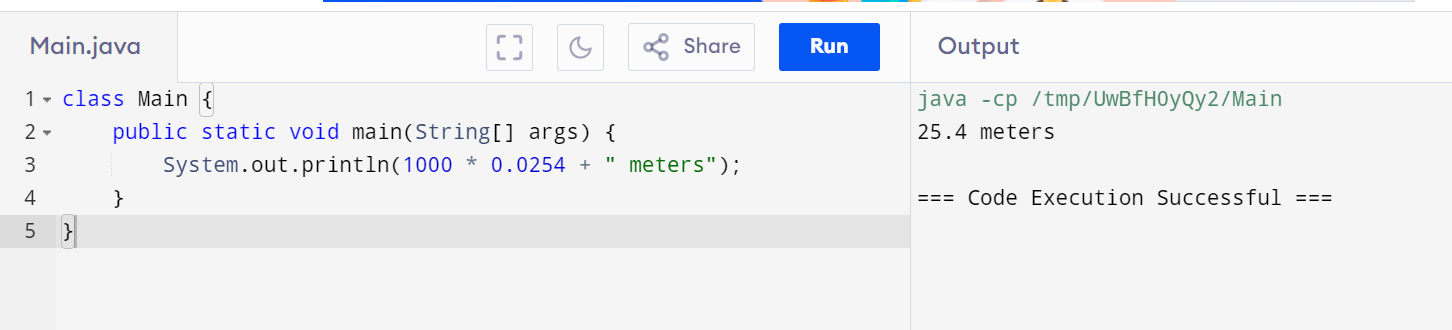 Main.java
Share
Run
Output
1 class Main {
2     public static void main(String[] args) {
3         System.out.println(1000 * 0.0254 + " meters");
4     }
5 }
java -cp /tmp/UwBfHOyQy2/Main
25.4 meters
=== Code Execution Successful ===